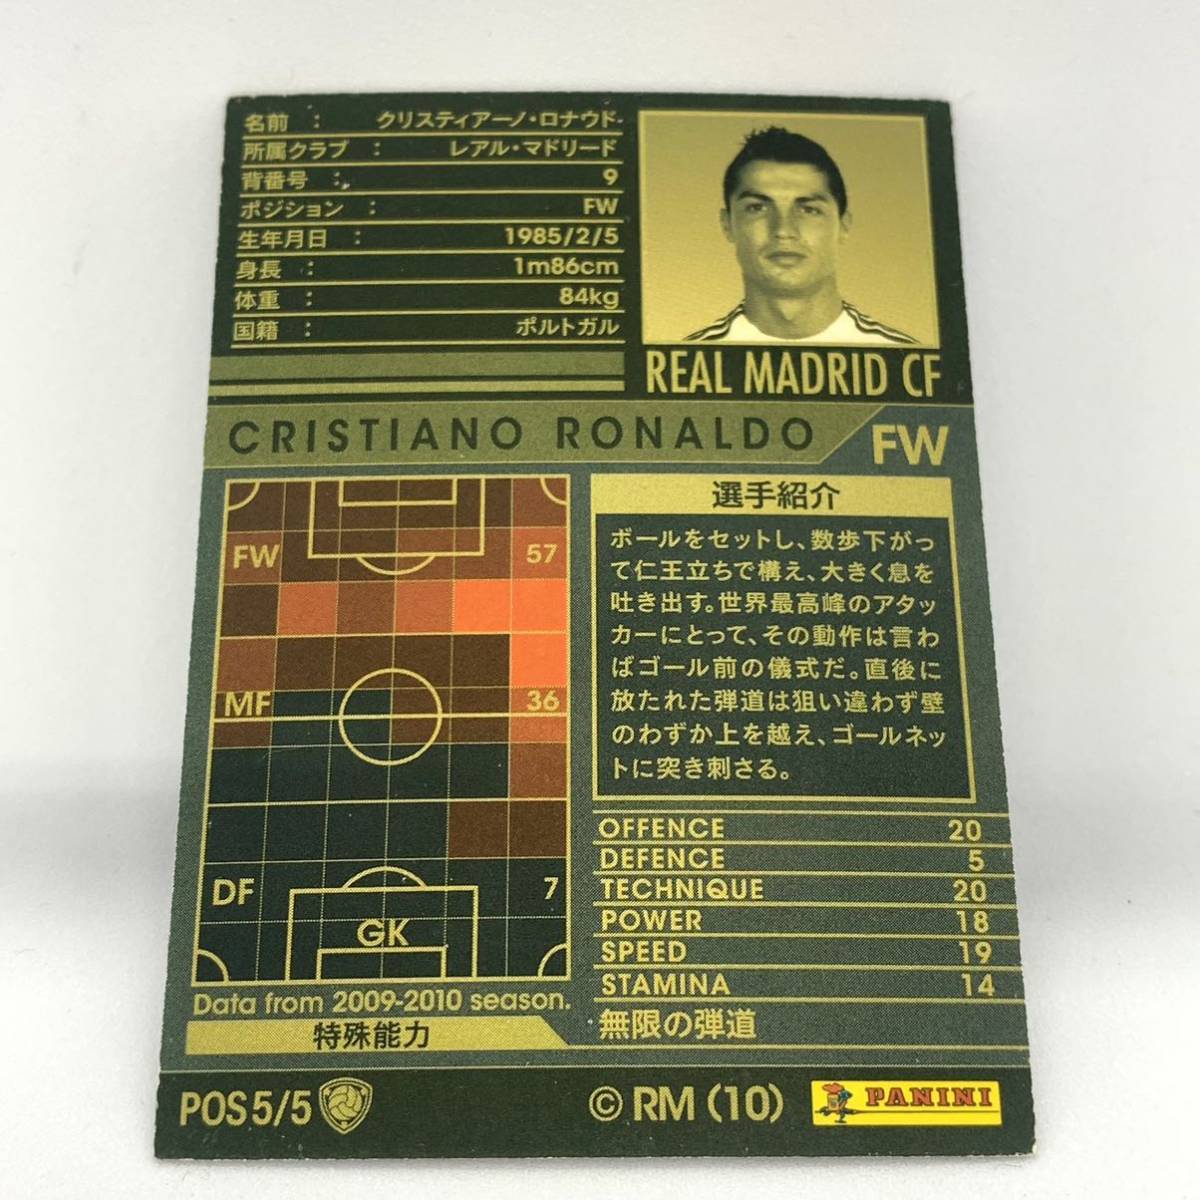 名前 : クリスティアーノ・ロナウド
所属クラブ : レアル・マドリード
背番号 : 9
ポジション : FW
生年月日 : 1985/2/5
身長 : 1m86cm
体重 : 84kg
国籍 : ポルトガル
REAL MADRID CF
CRISTIANO RONALDO
FW
FW 57
MF 36
DF 7
GK
Data from 2009-2010 season.
選手紹介
ボールをセットし、数歩下がっ
て仁王立ちで構え、大きく息を
吐き出す。世界最高峰のアタッ
カーにとって、その動作は言わ
ばゴール前の儀式だ。直後に
放たれた弾道は狙い違わず壁
のわずか上を越え、ゴールネッ
トに突き刺さる。
OFFENCE 20
DEFENCE 5
TECHNIQUE 20
POWER 18
SPEED 19
STAMINA 14
特殊能力
無限の弾道
POS 5/5
© RM (10)
PANINI